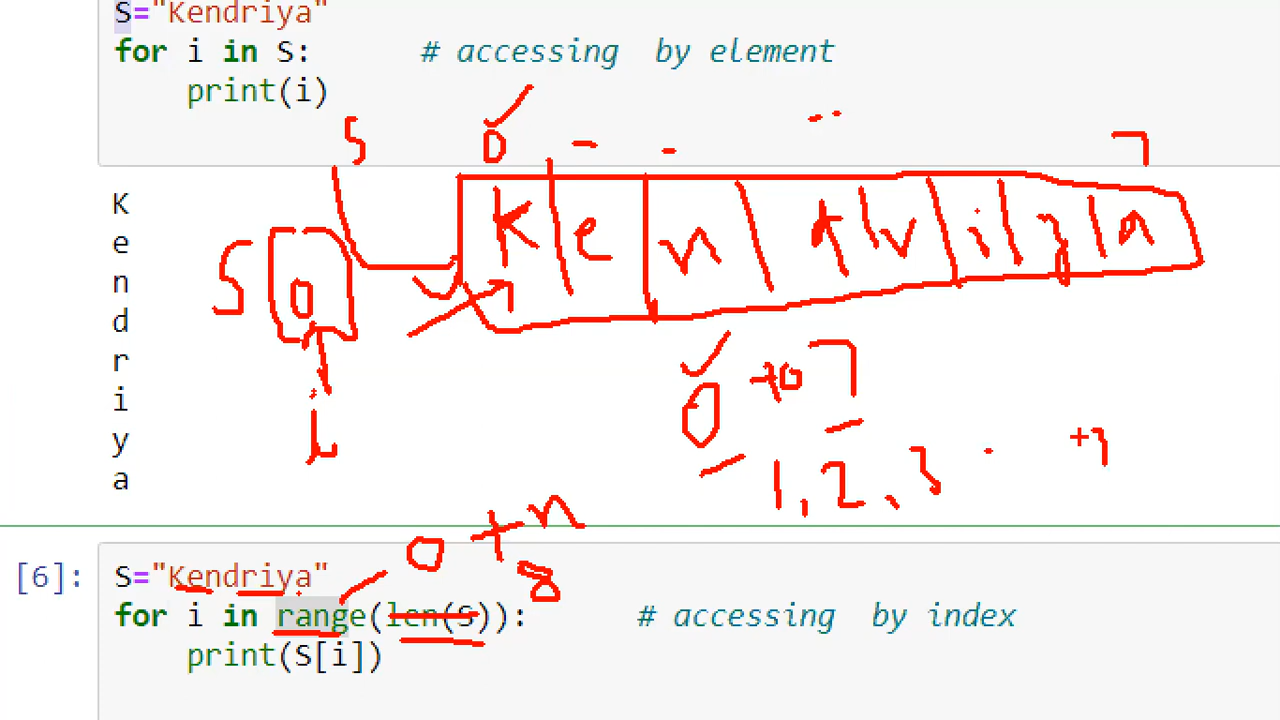 S="Kendriya"
for i in S: # accessing by element
print(i)
S
0 - - .. 7
K e n d r i y a
S[0]
i
0 to 7
1, 2, 3 . 7
K
e
n
d
r
i
y
a
0 to n
8
[6]: S="Kendriya"
for i in range(len(S)): # accessing by index
print(S[i])